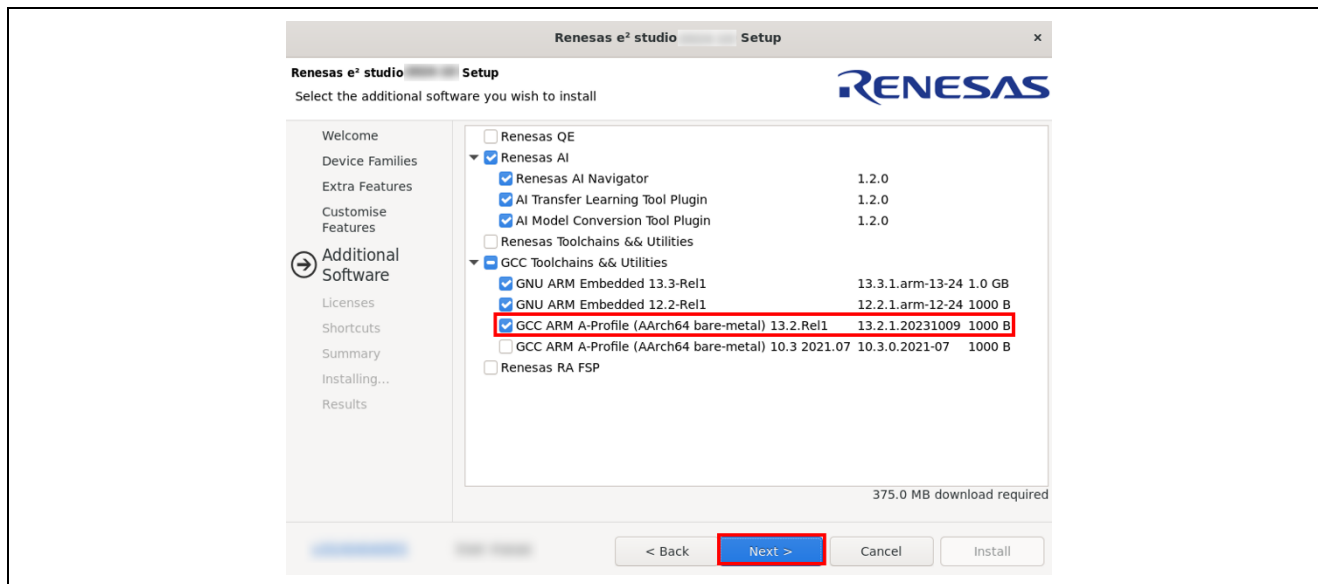 Renesas e² studio Setup
x
Renesas e² studio Setup
Select the additional software you wish to install
RENESAS
Welcome
Device Families
Extra Features
Customise
Features
Additional
Software
Licenses
Shortcuts
Summary
Installing...
Results
Renesas QE
Renesas AI
Renesas AI Navigator 1.2.0
AI Transfer Learning Tool Plugin 1.2.0
AI Model Conversion Tool Plugin 1.2.0
Renesas Toolchains && Utilities
GCC Toolchains && Utilities
GNU ARM Embedded 13.3-Rel1 13.3.1.arm-13-24 1.0 GB
GNU ARM Embedded 12.2-Rel1 12.2.1.arm-12-24 1000 B
GCC ARM A-Profile (AArch64 bare-metal) 13.2.Rel1 13.2.1.20231009 1000 B
GCC ARM A-Profile (AArch64 bare-metal) 10.3 2021.07 10.3.0.2021-07 1000 B
Renesas RA FSP
375.0 MB download required
< Back
Next >
Cancel
Install